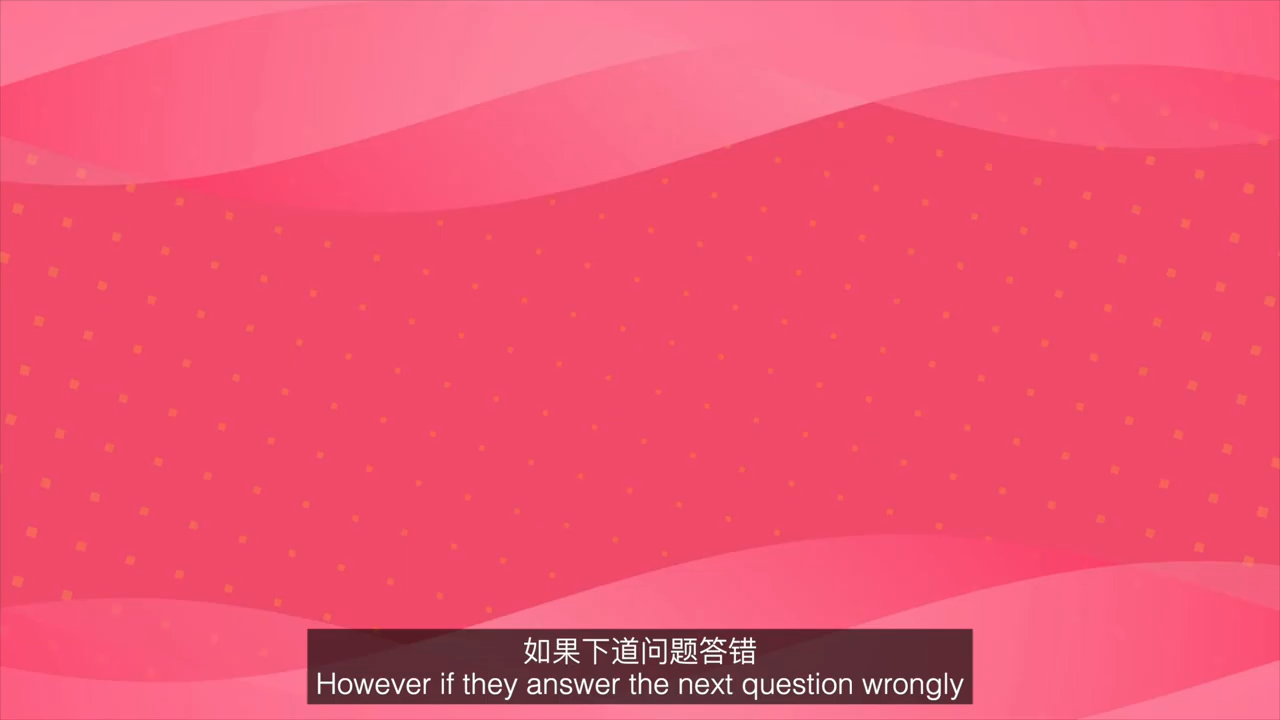 如果下道问题答错
However if they answer the next question wrongly